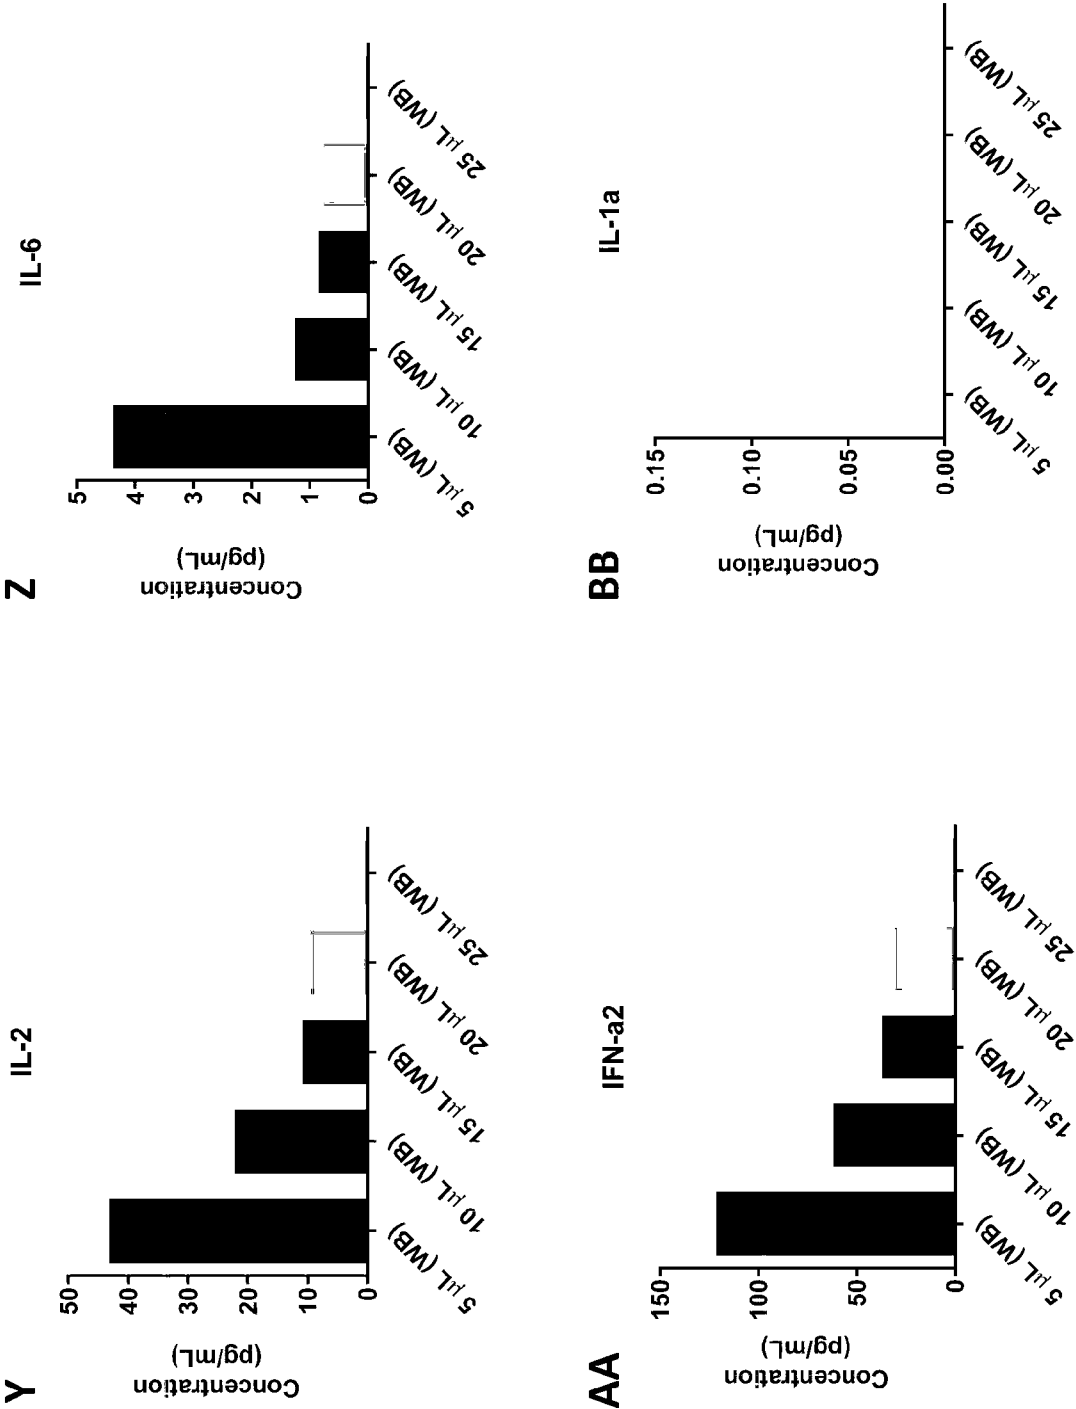 Y
IL-2
Concentration
(pg/mL)
50
40
30
20
10
0
5 µL (WB)
10 µL (WB)
15 µL (WB)
20 µL (WB)
25 µL (WB)
Z
IL-6
Concentration
(pg/mL)
5
4
3
2
1
0
5 µL (WB)
10 µL (WB)
15 µL (WB)
20 µL (WB)
25 µL (WB)
AA
IFN-a2
Concentration
(pg/mL)
150
100
50
0
5 µL (WB)
10 µL (WB)
15 µL (WB)
20 µL (WB)
25 µL (WB)
BB
IL-1a
Concentration
(pg/mL)
0.15
0.10
0.05
0.00
5 µL (WB)
10 µL (WB)
15 µL (WB)
20 µL (WB)
25 µL (WB)